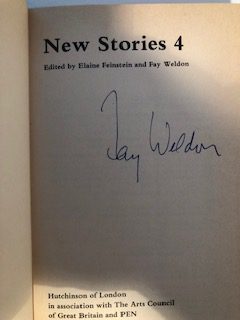 New Stories 4
Edited by Elaine Feinstein and Fay Weldon
Fay Weldon
Hutchinson of London
in association with The Arts Council
of Great Britain and PEN